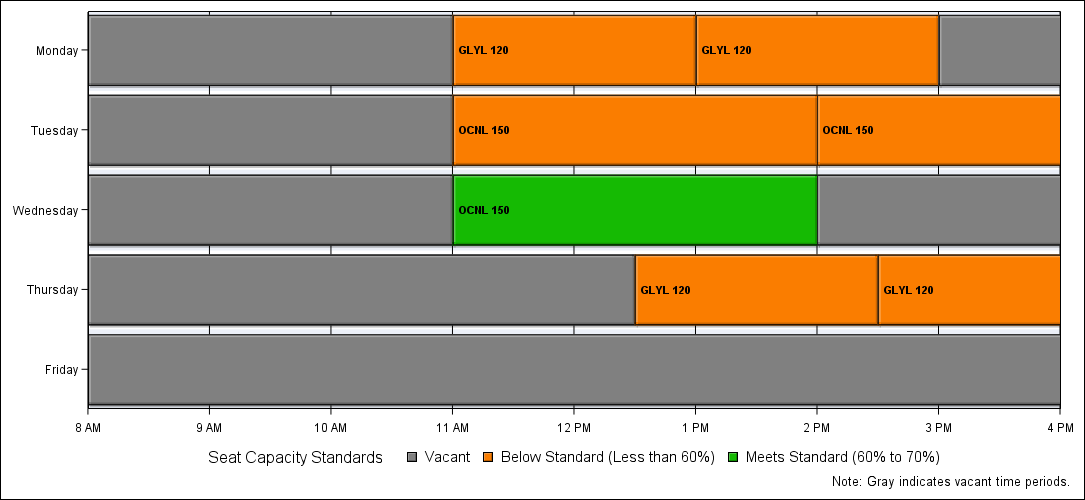 Monday
GLYL 120
GLYL 120
Tuesday
OCNL 150
OCNL 150
Wednesday
OCNL 150
Thursday
GLYL 120
GLYL 120
Friday
8 AM
9 AM
10 AM
11 AM
12 PM
1 PM
2 PM
3 PM
4 PM
Seat Capacity Standards
Vacant
Below Standard (Less than 60%)
Meets Standard (60% to 70%)
Note: Gray indicates vacant time periods.